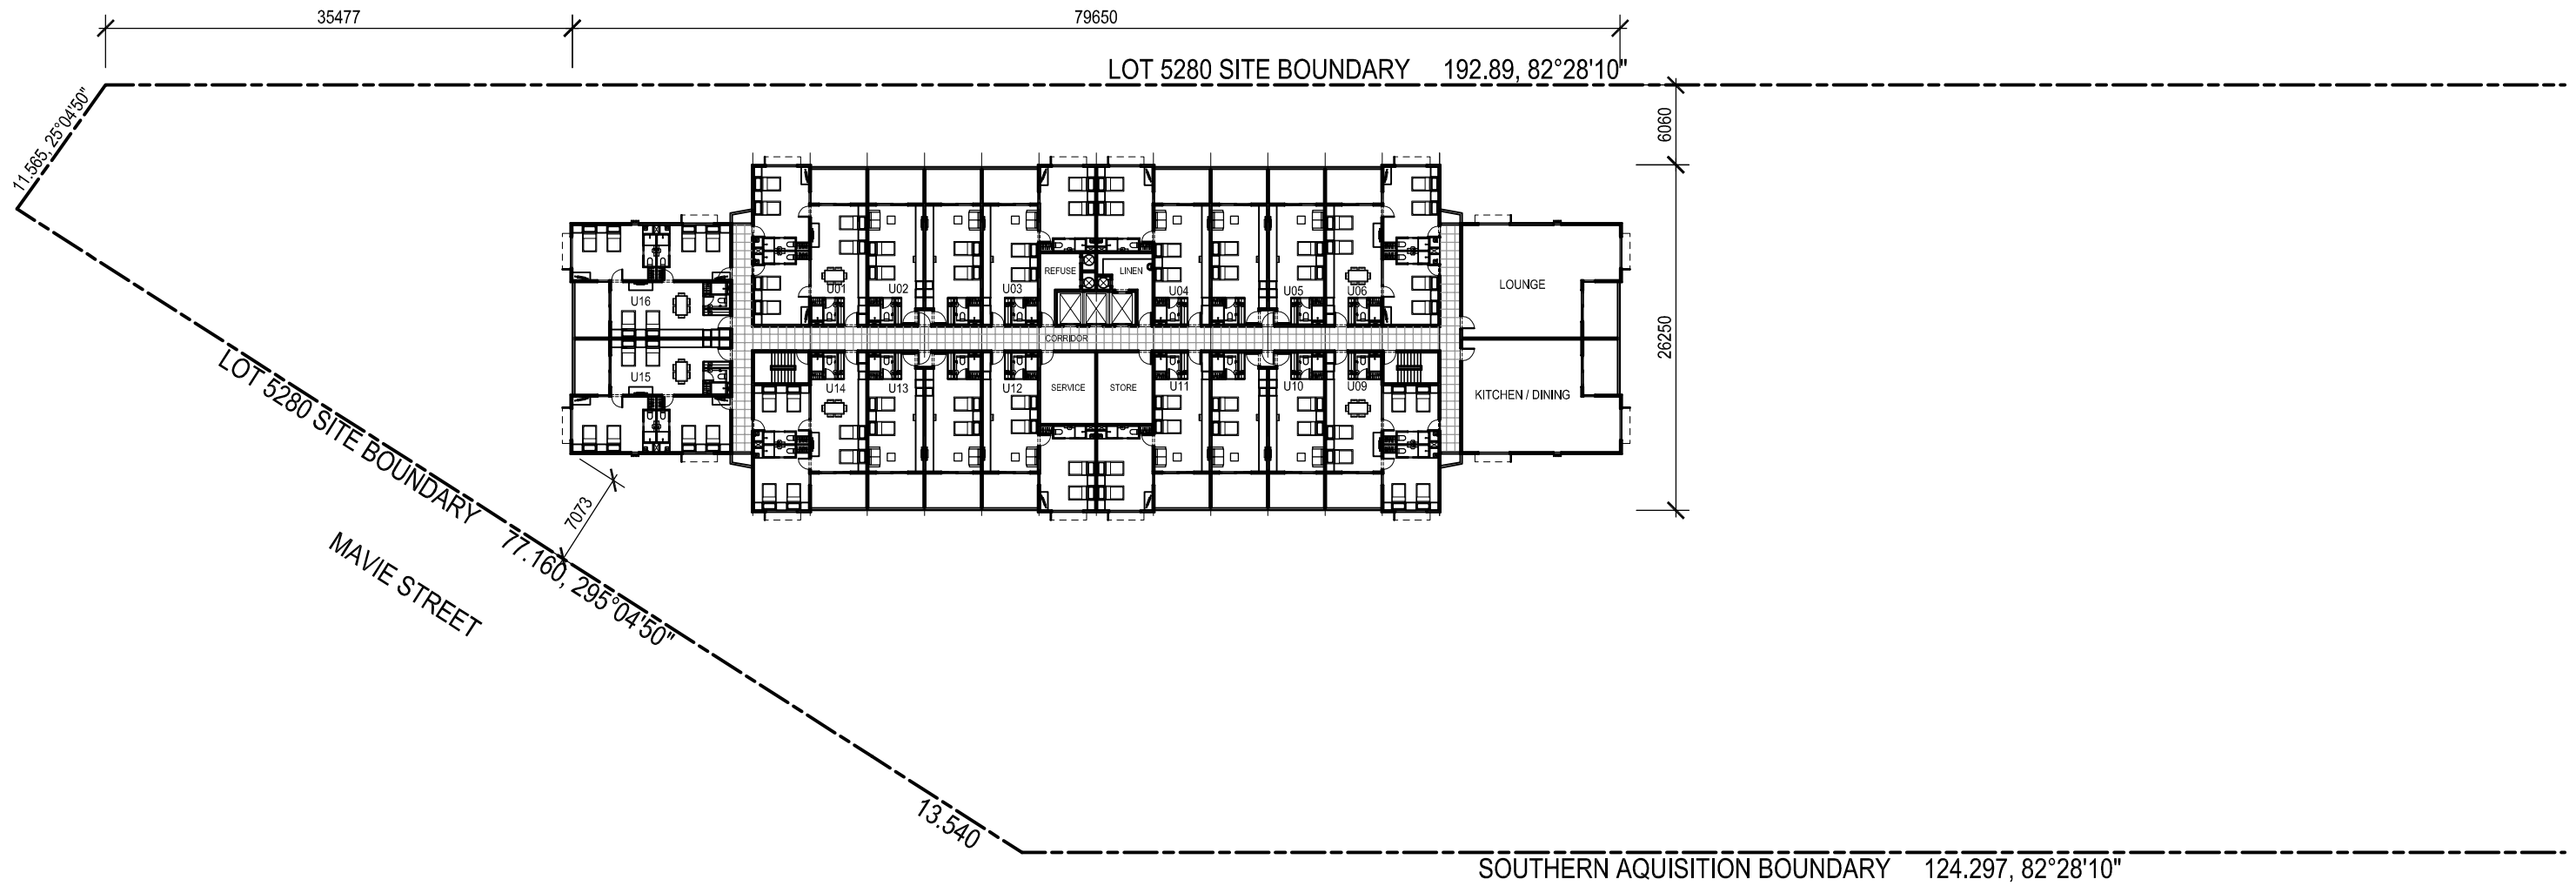 35477
79650
LOT 5280 SITE BOUNDARY 192.89, 82°28'10"
11.565, 25°04'50"
6060
REFUSE
LINEN
LOUNGE
U16
U01
U02
U03
U04
U05
U06
CORRIDOR
26250
U15
U14
U13
U12
SERVICE
STORE
U11
U10
U09
KITCHEN / DINING
LOT 5280 SITE BOUNDARY 77.160, 295°04'50"
7073
MAVIE STREET
13.540
SOUTHERN AQUISITION BOUNDARY 124.297, 82°28'10"